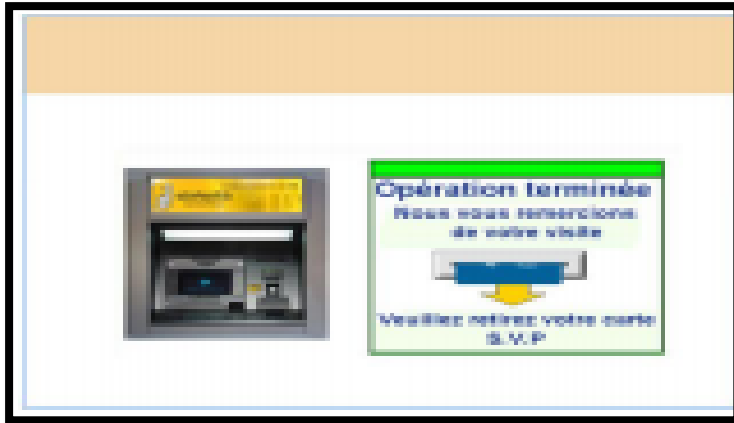 Opération terminée
Nous vous remercions
de votre visite
Veuillez retirez votre carte
S.V.P